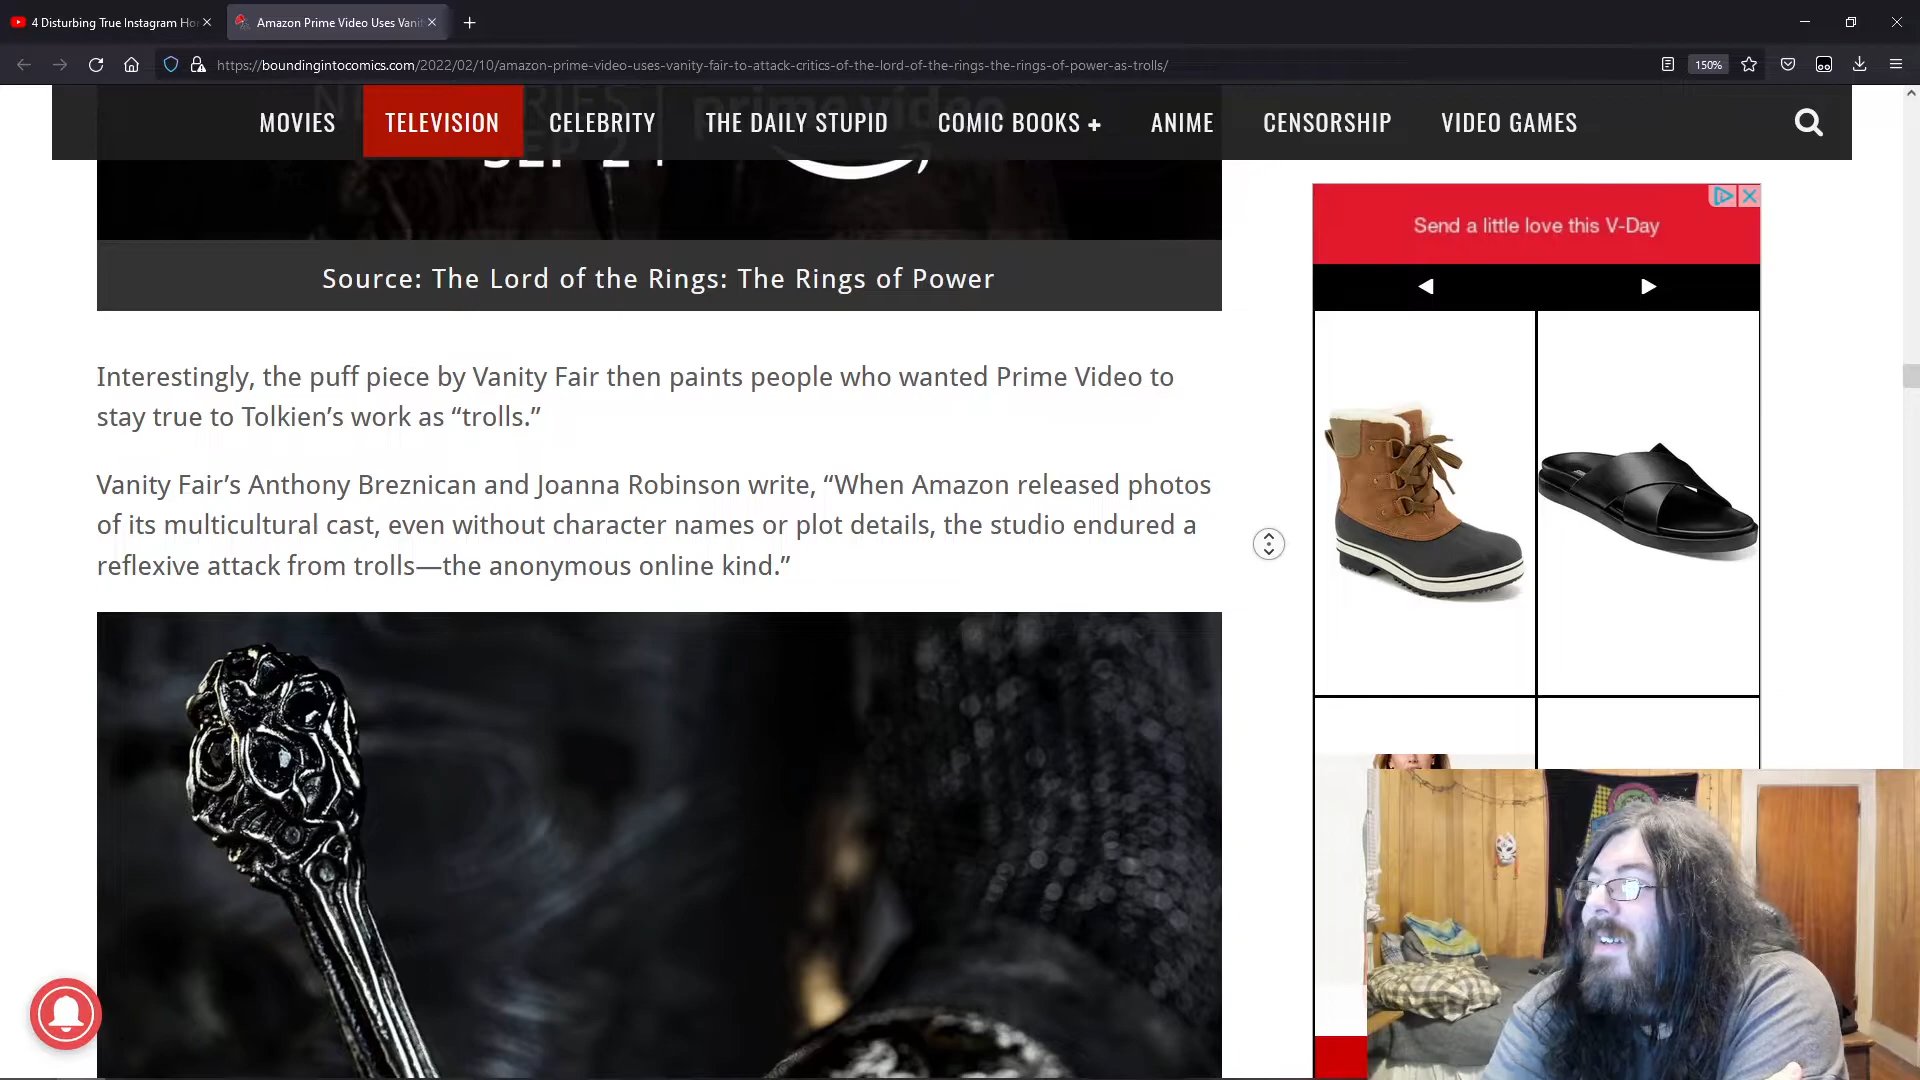 4 Disturbing True Instagram Ho
Amazon Prime Video Uses Vani
https://boundingintocomics.com/2022/02/10/amazon-prime-video-uses-vanity-fair-to-attack-critics-of-the-lord-of-the-rings-the-rings-of-power-as-trolls/
150%
MOVIES
TELEVISION
CELEBRITY
THE DAILY STUPID
COMIC BOOKS +
ANIME
CENSORSHIP
VIDEO GAMES
prime video
SEP 2
Source: The Lord of the Rings: The Rings of Power
Interestingly, the puff piece by Vanity Fair then paints people who wanted Prime Video to
stay true to Tolkien’s work as “trolls.”
Vanity Fair’s Anthony Breznican and Joanna Robinson write, “When Amazon released photos
of its multicultural cast, even without character names or plot details, the studio endured a
reflexive attack from trolls—the anonymous online kind.”
Send a little love this V-Day